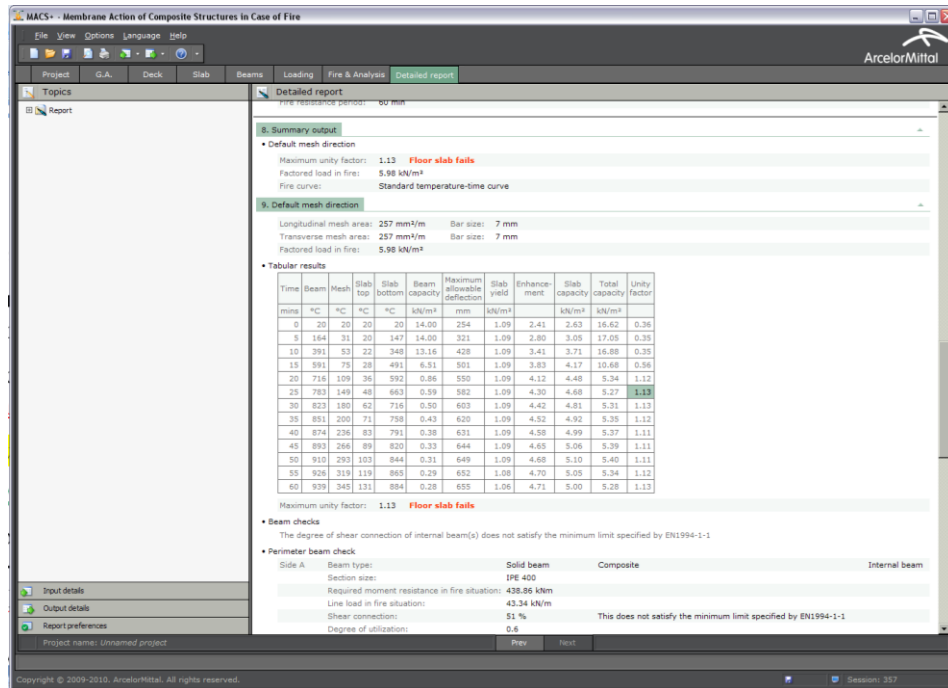 MACS+ - Membrane Action of Composite Structures in Case of Fire
File View Options Language Help
ArcelorMittal
Project G.A. Deck Slab Beams Loading Fire & Analysis Detailed report
Topics
Report
Detailed report
Fire resistance period: 60 min
8. Summary output
• Default mesh direction
Maximum unity factor: 1.13 Floor slab fails
Factored load in fire: 5.98 kN/m²
Fire curve: Standard temperature-time curve
9. Default mesh direction
Longitudinal mesh area: 257 mm²/m Bar size: 7 mm
Transverse mesh area: 257 mm²/m Bar size: 7 mm
Factored load in fire: 5.98 kN/m²
• Tabular results
Time Beam Mesh Slab top Slab bottom Beam capacity Maximum allowable deflection Slab yield Enhance-ment Slab capacity Total capacity Unity factor
mins °C °C °C °C kN/m² mm kN/m² kN/m² kN/m²
0 20 20 20 20 14.00 254 1.09 2.41 2.63 16.62 0.36
5 164 31 20 147 14.00 321 1.09 2.80 3.05 17.05 0.35
10 391 53 22 348 13.16 428 1.09 3.41 3.71 16.88 0.35
15 591 75 28 491 6.51 501 1.09 3.83 4.17 10.68 0.56
20 716 109 36 592 0.86 550 1.09 4.12 4.48 5.34 1.12
25 783 149 48 663 0.59 582 1.09 4.30 4.68 5.27 1.13
30 823 180 62 716 0.50 603 1.09 4.42 4.81 5.31 1.13
35 851 200 71 758 0.43 620 1.09 4.52 4.92 5.35 1.12
40 874 236 83 791 0.38 631 1.09 4.58 4.99 5.37 1.11
45 893 266 89 820 0.33 644 1.09 4.65 5.06 5.39 1.11
50 910 293 103 844 0.31 649 1.09 4.68 5.10 5.40 1.11
55 926 319 119 865 0.29 652 1.08 4.70 5.05 5.34 1.12
60 939 345 131 884 0.28 655 1.06 4.71 5.00 5.28 1.13
Maximum unity factor: 1.13 Floor slab fails
• Beam checks
The degree of shear connection of internal beam(s) does not satisfy the minimum limit specified by EN1994-1-1
• Perimeter beam check
Side A Beam type: Solid beam Composite Internal beam
Section size: IPE 400
Required moment resistance in fire situation: 438.86 kNm
Line load in fire situation: 43.34 kN/m
Shear connection: 51 % This does not satisfy the minimum limit specified by EN1994-1-1
Degree of utilization: 0.6
Input details
Output details
Report preferences
Project name: Unnamed project
Prev Next
Copyright © 2009-2010. ArcelorMittal. All rights reserved.
Session: 357